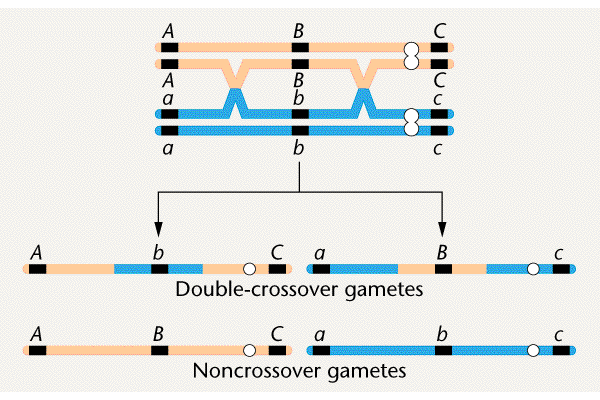 A B C
A B C
a b c
a b c
A b C a B c
Double-crossover gametes
A B C a b c
Noncrossover gametes